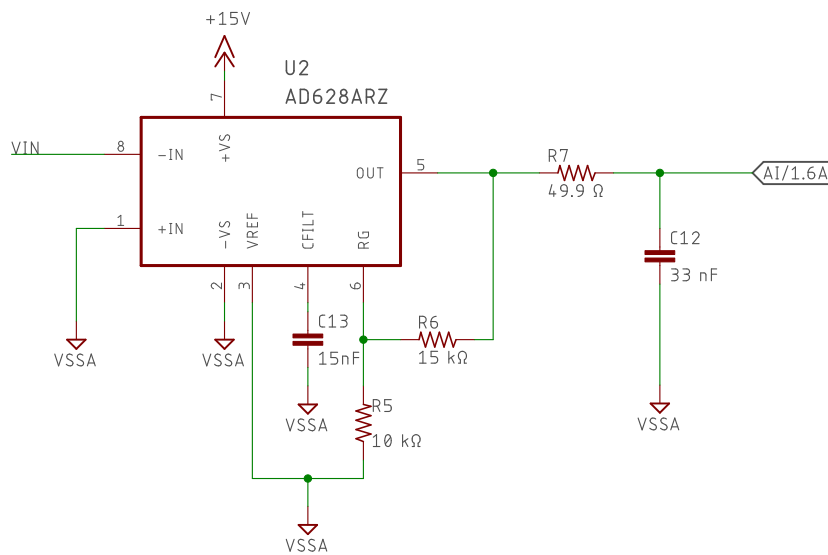 +15V
U2
AD628ARZ
7
VIN
8
-IN
+VS
OUT
5
R7
49.9 Ω
AI/1.6A
1
+IN
-VS
VREF
CFILT
RG
2
3
4
6
C12
33 nF
VSSA
VSSA
C13
15nF
R6
15 kΩ
VSSA
R5
10 kΩ
VSSA
VSSA